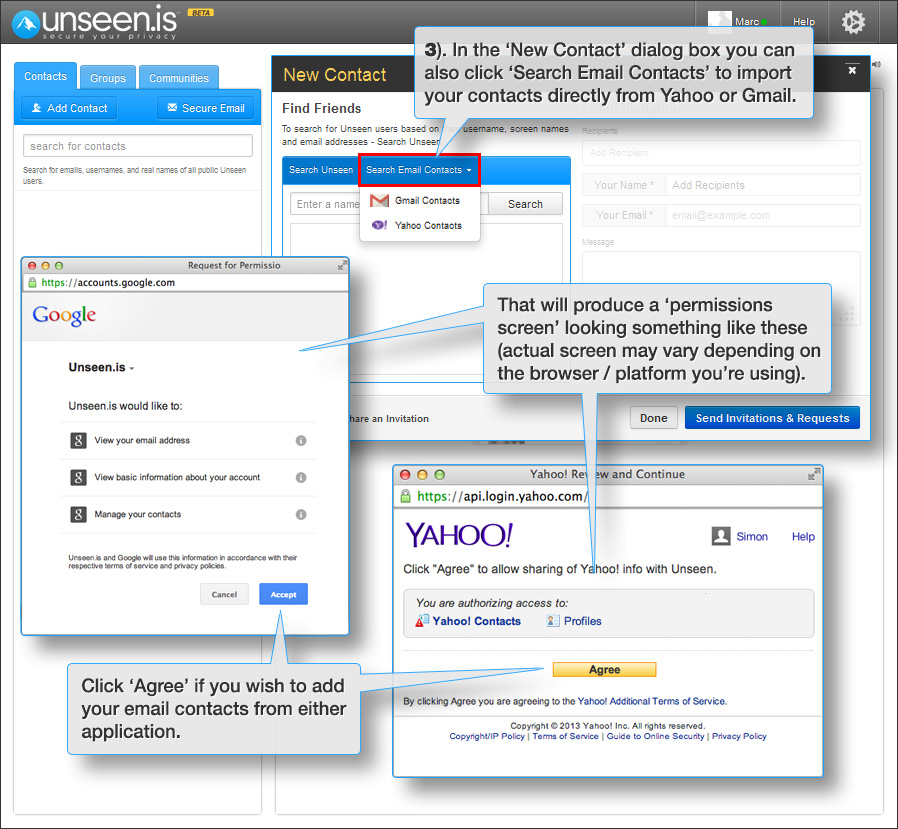 unseen.is BETA
secure your privacy
Marc
Help
3). In the ‘New Contact’ dialog box you can
also click ‘Search Email Contacts’ to import
your contacts directly from Yahoo or Gmail.
Contacts
Groups
Communities
Add Contact
Secure Email
search for contacts
Search for emails, usernames, and real names of all public Unseen
users.
New Contact
Find Friends
To search for Unseen users based on username, screen names
and email addresses - Search Unseen
Search Unseen
Search Email Contacts
Enter a name
Search
Gmail Contacts
Yahoo Contacts
Recipients
Add Recipient
Your Name *
Add Recipients
Your Email *
email@example.com
Message
That will produce a ‘permissions
screen’ looking something like these
(actual screen may vary depending on
the browser / platform you’re using).
hare an Invitation
Done
Send Invitations & Requests
Request for Permissio
https://accounts.google.com
Google
Unseen.is
Unseen.is would like to:
View your email address
View basic information about your account
Manage your contacts
Unseen.is and Google will use this information in accordance with their
respective terms of service and privacy policies.
Cancel
Accept
Yahoo! Review and Continue
https://api.login.yahoo.com/
YAHOO!
Simon
Help
Click "Agree" to allow sharing of Yahoo! info with Unseen.
You are authorizing access to:
Yahoo! Contacts
Profiles
Agree
By clicking Agree you are agreeing to the Yahoo! Additional Terms of Service.
Copyright © 2013 Yahoo! Inc. All rights reserved.
Copyright/IP Policy | Terms of Service | Guide to Online Security | Privacy Policy
Click ‘Agree’ if you wish to add
your email contacts from either
application.